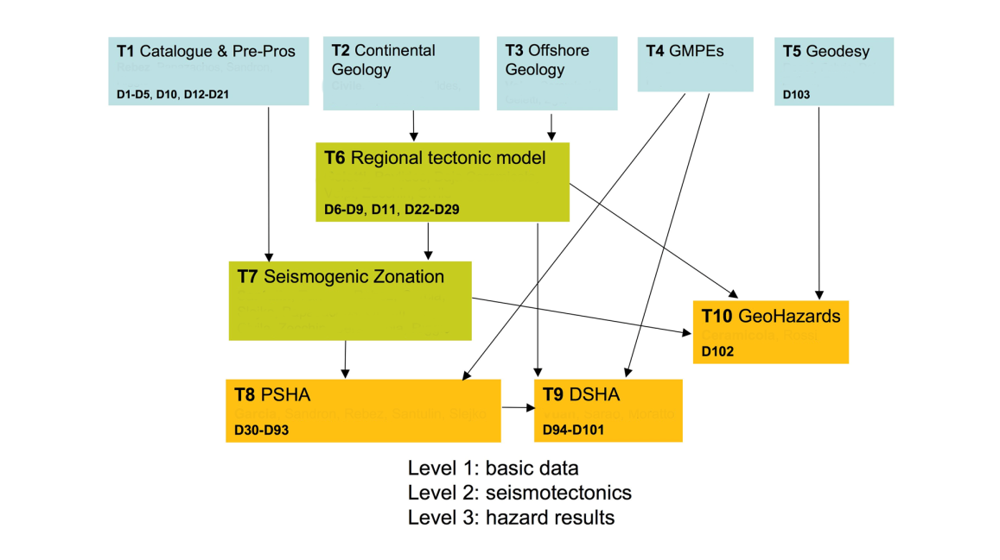 T1 Catalogue & Pre-Pros
D1-D5, D10, D12-D21
T2 Continental
Geology
T3 Offshore
Geology
T4 GMPEs
T5 Geodesy
D103
T6 Regional tectonic model
D6-D9, D11, D22-D29
T7 Seismogenic Zonation
T10 GeoHazards
D102
T8 PSHA
D30-D93
T9 DSHA
D94-D101
Level 1: basic data
Level 2: seismotectonics
Level 3: hazard results